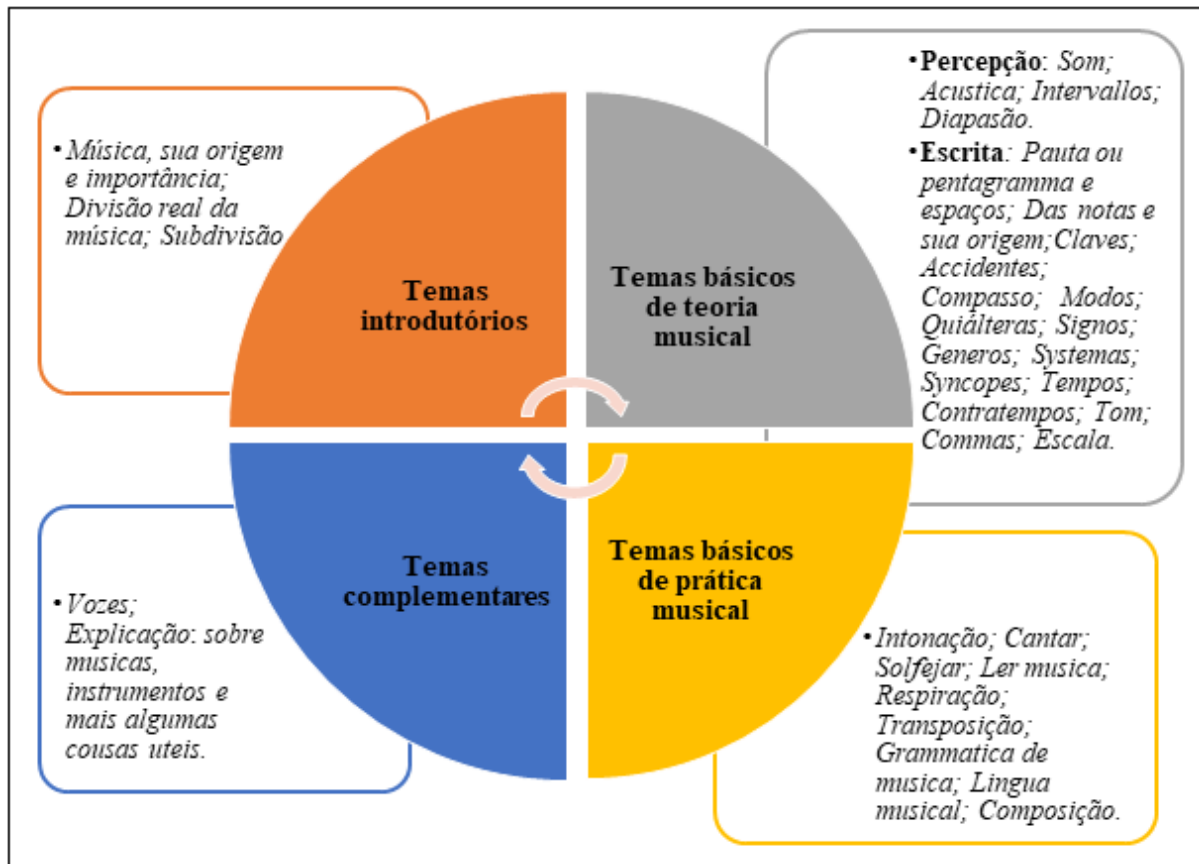 • Música, sua origem
e importância;
Divisão real da
música; Subdivisão
Temas
introdutórios
Temas básicos
de teoria
musical
• Percepção: Som;
Acustica; Intervallos;
Diapasão.
• Escrita: Pauta ou
pentagramma e
espaços; Das notas e
sua origem;Claves;
Accidentes;
Compasso; Modos;
Quiálteras; Signos;
Generos; Systemas;
Syncopes; Tempos;
Contratempos; Tom;
Commas; Escala.
• Vozes;
Explicação: sobre
musicas,
instrumentos e
mais algumas
cousas uteis.
Temas
complementares
Temas básicos
de prática
musical
• Intonação; Cantar;
Solfejar; Ler musica;
Respiração;
Transposição;
Grammatica de
musica; Lingua
musical; Composição.